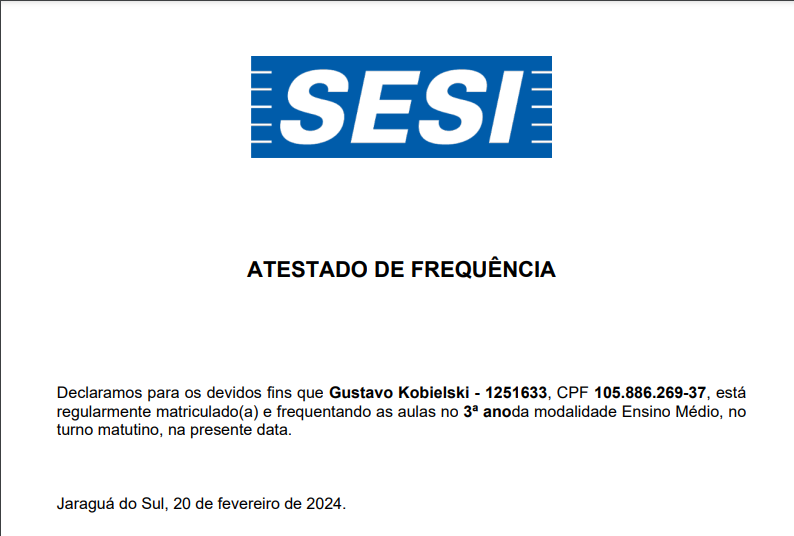 SESI
ATESTADO DE FREQUÊNCIA
Declaramos para os devidos fins que Gustavo Kobielski - 1251633, CPF 105.886.269-37, está
regularmente matriculado(a) e frequentando as aulas no 3ª anoda modalidade Ensino Médio, no
turno matutino, na presente data.
Jaraguá do Sul, 20 de fevereiro de 2024.